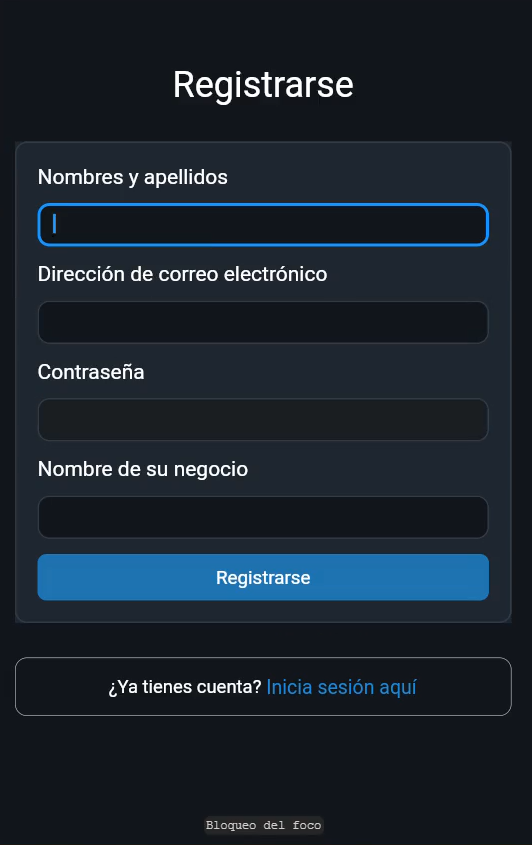 Registrarse
Nombres y apellidos
Dirección de correo electrónico
Contraseña
Nombre de su negocio
Registrarse
¿Ya tienes cuenta? Inicia sesión aquí
Bloqueo del foco